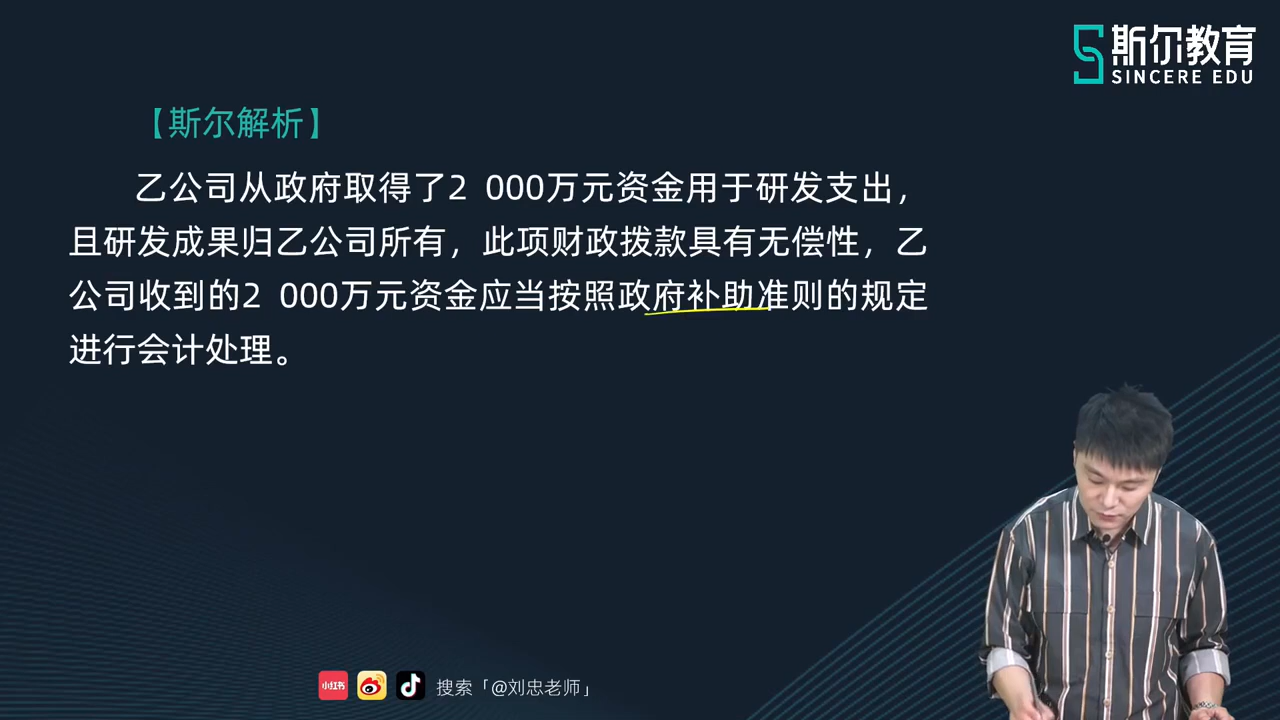 斯尔教育
SINCERE EDU
【斯尔解析】
乙公司从政府取得了2 000万元资金用于研发支出，
且研发成果归乙公司所有，此项财政拨款具有无偿性，乙
公司收到的2 000万元资金应当按照政府补助准则的规定
进行会计处理。
小红书
搜索「@刘忠老师」